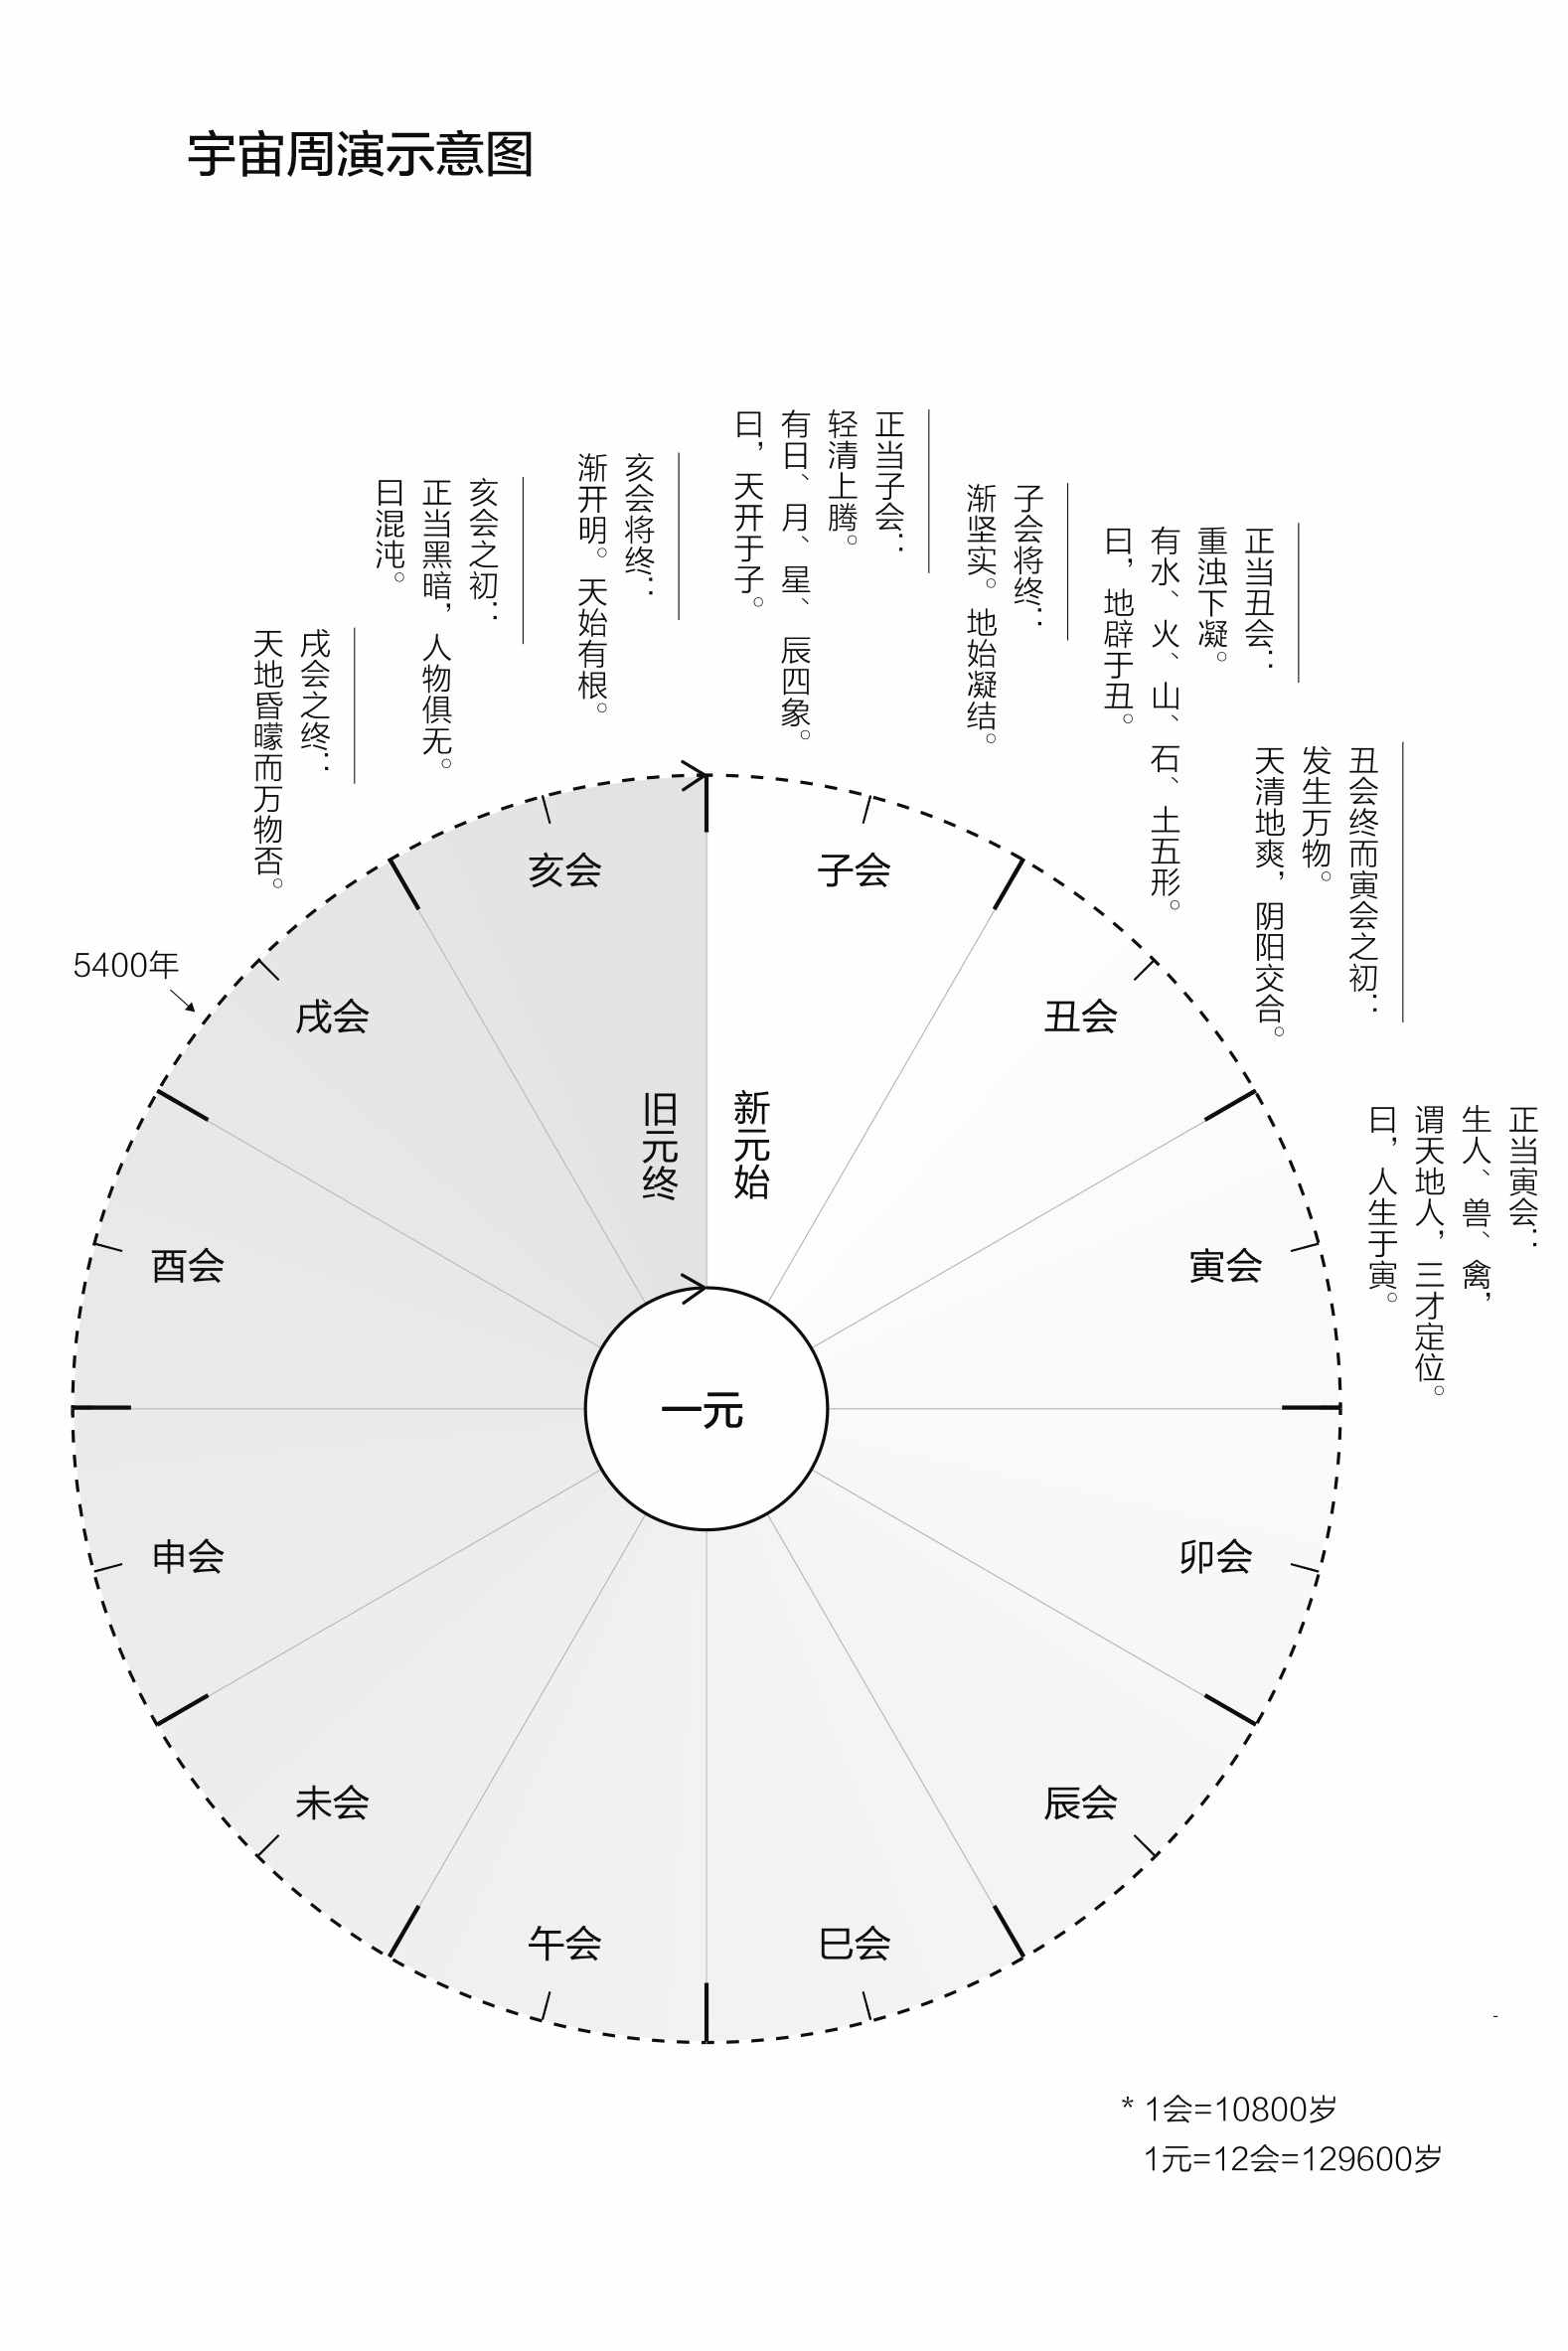 宇宙周演示意图
戌会之终：
天地昏曚而万物否。
亥会之初：
正当黑暗，人物俱无。
曰混沌。
亥会将终：
渐开明。天始有根。
正当子会：
轻清上腾。
有日、月、星、辰四象。
曰，天开于子。
子会将终：
渐坚实。地始凝结。
正当丑会：
重浊下凝。
有水、火、山、石、土五形。
曰，地辟于丑。
丑会终而寅会之初：
发生万物。
天清地爽，阴阳交合。
正当寅会：
生人、兽、禽，
谓天地人，三才定位。
曰，人生于寅。
5400年
子会
丑会
寅会
卯会
辰会
巳会
午会
未会
申会
酉会
戌会
亥会
旧元终
新元始
一元
* 1会=10800岁
1元=12会=129600岁